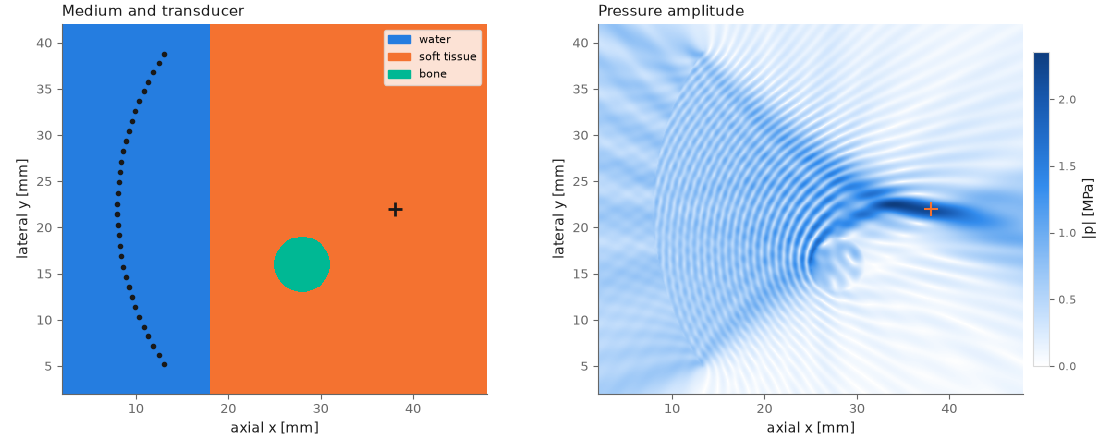 Medium and transducer
lateral y [mm]
40
35
30
25
20
15
10
5
10
20
30
40
axial x [mm]
water
soft tissue
bone
Pressure amplitude
lateral y [mm]
40
35
30
25
20
15
10
5
10
20
30
40
axial x [mm]
2.0
1.5
1.0
0.5
0.0
|p| [MPa]